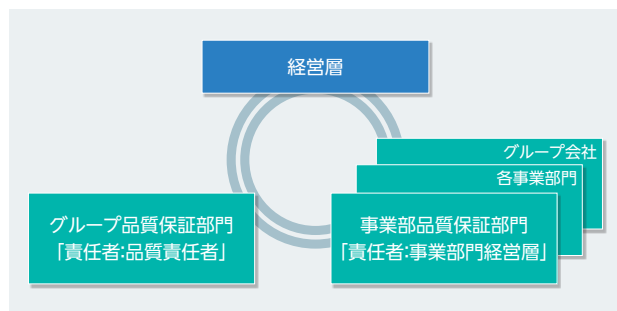 経営層
グループ会社
各事業部門
グループ品質保証部門
「責任者:品質責任者」
事業部品質保証部門
「責任者:事業部門経営層」